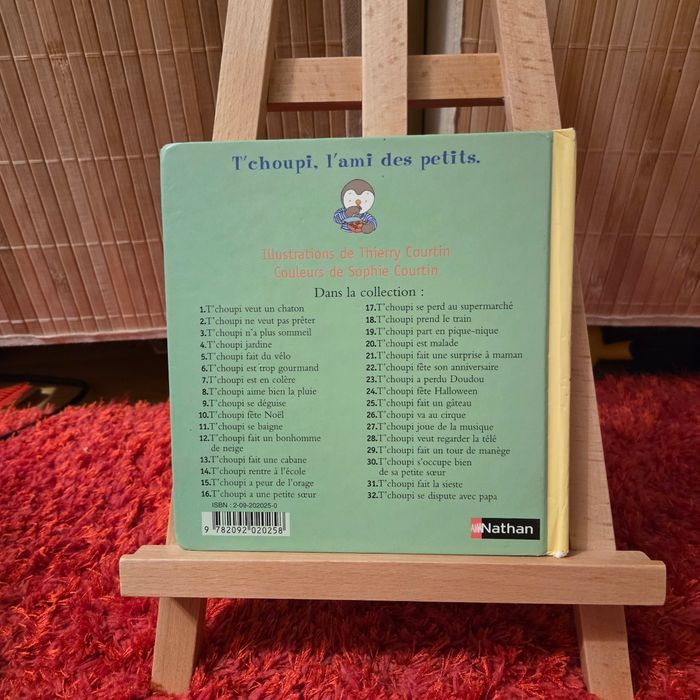 T'choupi, l'ami des petits.
Illustrations de Thierry Courtin
Couleurs de Sophie Courtin
Dans la collection :
1.T'choupi veut un chaton
2.T'choupi ne veut pas prêter
3.T'choupi n'a plus sommeil
4.T'choupi jardine
5.T'choupi fait du vélo
6.T'choupi est trop gourmand
7.T'choupi est en colère
8.T'choupi aime bien la pluie
9.T'choupi se déguise
10.T'choupi fête Noël
11.T'choupi se baigne
12.T'choupi fait un bonhomme
de neige
13.T'choupi fait une cabane
14.T'choupi rentre à l'école
15.T'choupi a peur de l'orage
16.T'choupi a une petite sœur
17.T'choupi se perd au supermarché
18.T'choupi prend le train
19.T'choupi part en pique-nique
20.T'choupi est malade
21.T'choupi fait une surprise à maman
22.T'choupi fête son anniversaire
23.T'choupi a perdu Doudou
24.T'choupi fête Halloween
25.T'choupi fait un gâteau
26.T'choupi va au cirque
27.T'choupi joue de la musique
28.T'choupi veut regarder la télé
29.T'choupi fait un tour de manège
30.T'choupi s'occupe bien
de sa petite sœur
31.T'choupi fait la sieste
32.T'choupi se dispute avec papa
ISBN : 2-09-202025-0
9 782092 020258
Nathan